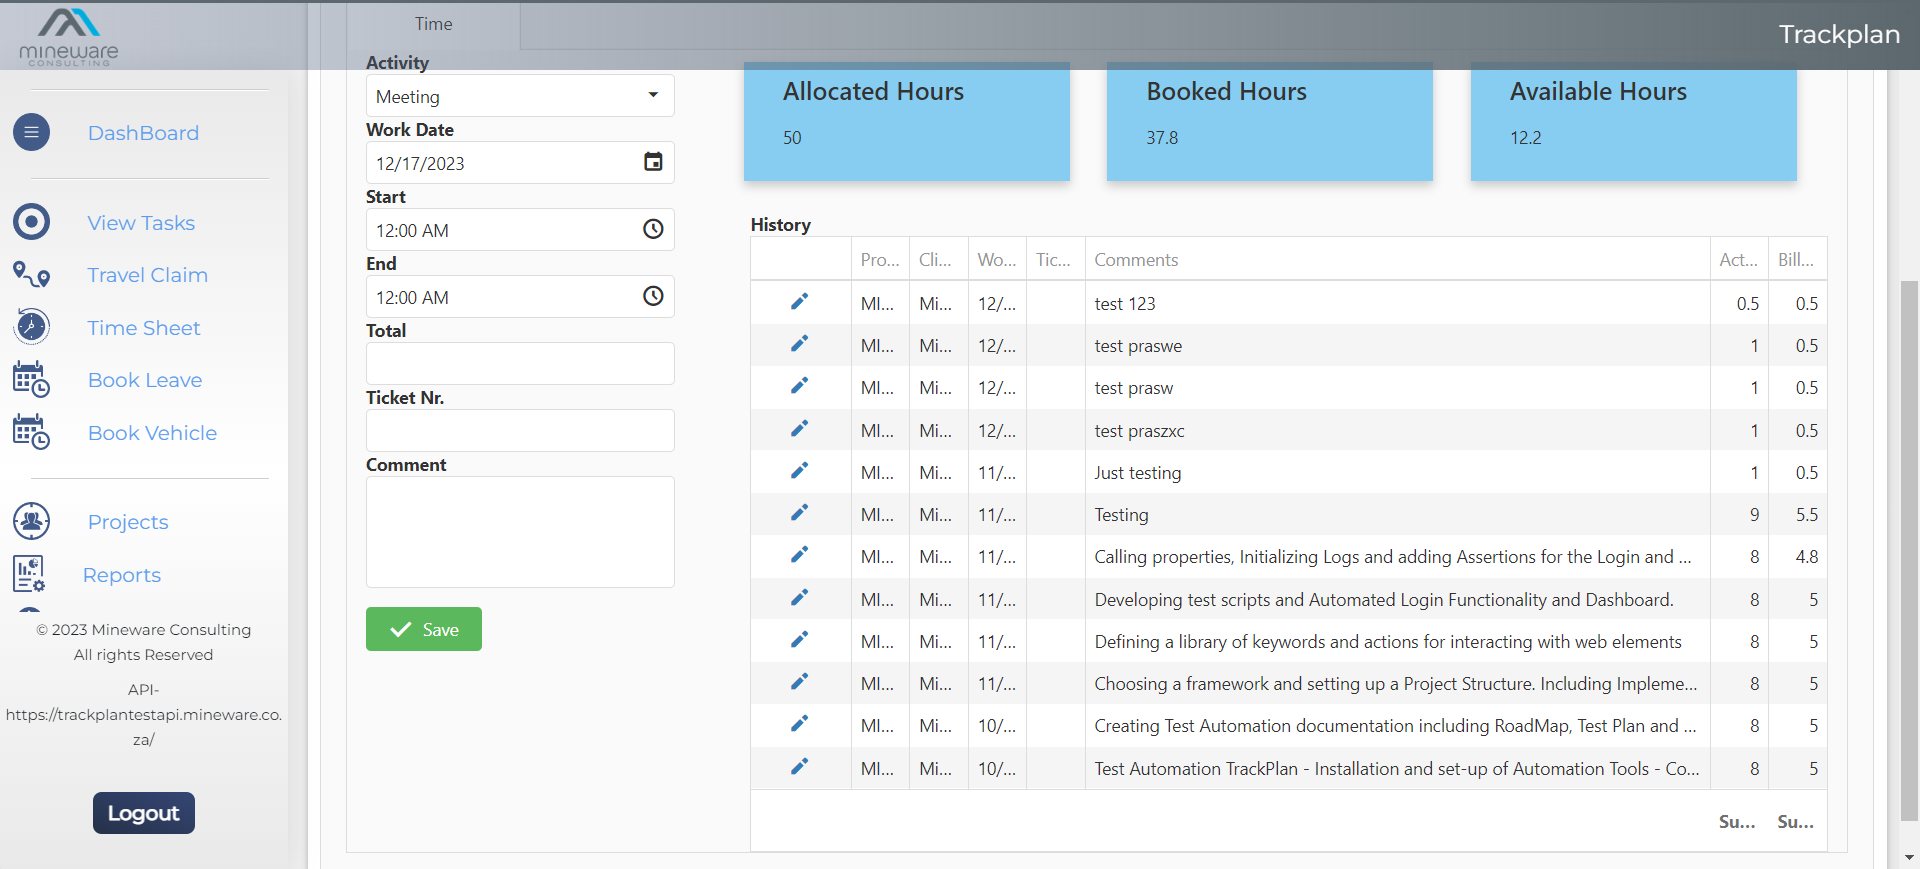 mineware
CONSULTING
Trackplan
DashBoard
View Tasks
Travel Claim
Time Sheet
Book Leave
Book Vehicle
Projects
Reports
© 2023 Mineware Consulting
All rights Reserved
API-
https://trackplantestapi.mineware.co.
za/
Logout
Time
Activity
Meeting
Work Date
12/17/2023
Start
12:00 AM
End
12:00 AM
Total
Ticket Nr.
Comment
Save
Allocated Hours
50
Booked Hours
37.8
Available Hours
12.2
History
Pro... Cli... Wo... Tic... Comments Act... Bill...
MI... Mi... 12/... test 123 0.5 0.5
MI... Mi... 12/... test praswe 1 0.5
MI... Mi... 12/... test prasw 1 0.5
MI... Mi... 12/... test praszxc 1 0.5
MI... Mi... 11/... Just testing 1 0.5
MI... Mi... 11/... Testing 9 5.5
MI... Mi... 11/... Calling properties, Initializing Logs and adding Assertions for the Login and ... 8 4.8
MI... Mi... 11/... Developing test scripts and Automated Login Functionality and Dashboard. 8 5
MI... Mi... 11/... Defining a library of keywords and actions for interacting with web elements 8 5
MI... Mi... 11/... Choosing a framework and setting up a Project Structure. Including Impleme... 8 5
MI... Mi... 10/... Creating Test Automation documentation including RoadMap, Test Plan and ... 8 5
MI... Mi... 10/... Test Automation TrackPlan - Installation and set-up of Automation Tools - Co... 8 5
Su... Su...